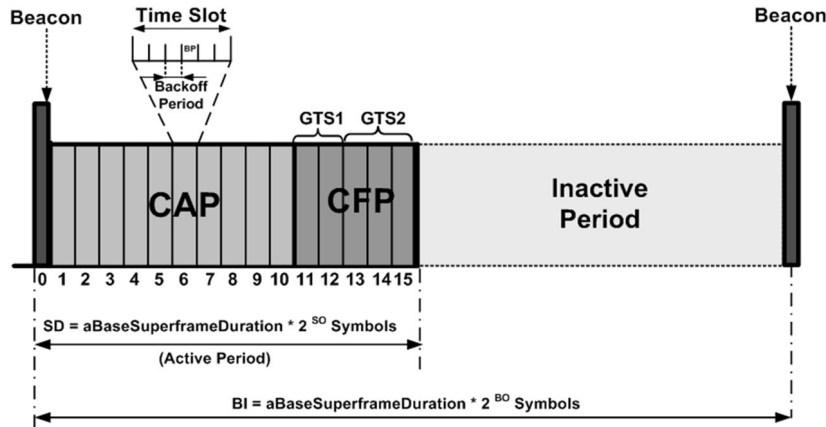 Beacon
Time Slot
Beacon
BP
Backoff
Period
GTS1 GTS2
CAP
CFP
Inactive
Period
0 1 2 3 4 5 6 7 8 9 10 11 12 13 14 15
SD = aBaseSuperframeDuration * 2 SO Symbols
(Active Period)
BI = aBaseSuperframeDuration * 2 BO Symbols